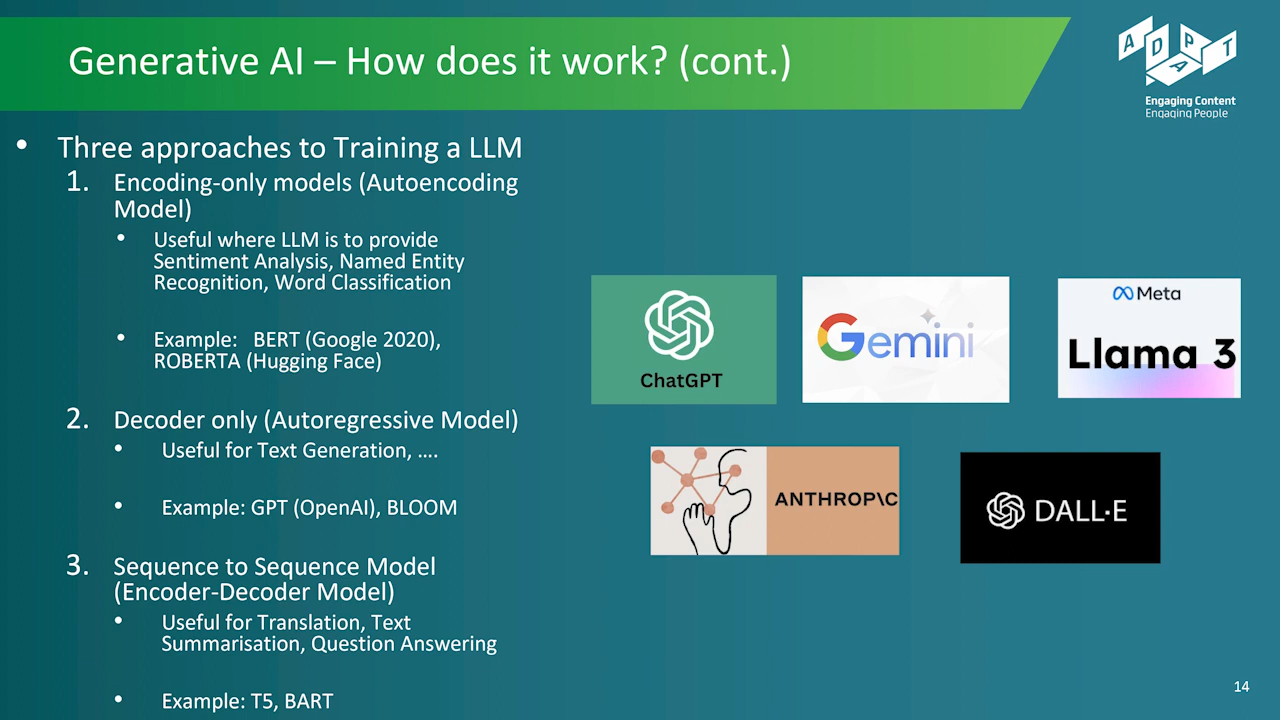 Generative AI – How does it work? (cont.)
ADAPT
Engaging Content
Engaging People
• Three approaches to Training a LLM
1. Encoding-only models (Autoencoding
Model)
• Useful where LLM is to provide
Sentiment Analysis, Named Entity
Recognition, Word Classification
• Example: BERT (Google 2020),
ROBERTA (Hugging Face)
2. Decoder only (Autoregressive Model)
• Useful for Text Generation, ....
• Example: GPT (OpenAI), BLOOM
3. Sequence to Sequence Model
(Encoder-Decoder Model)
• Useful for Translation, Text
Summarisation, Question Answering
• Example: T5, BART
ChatGPT
Gemini
Meta
Llama 3
ANTHROP\C
DALL·E
14